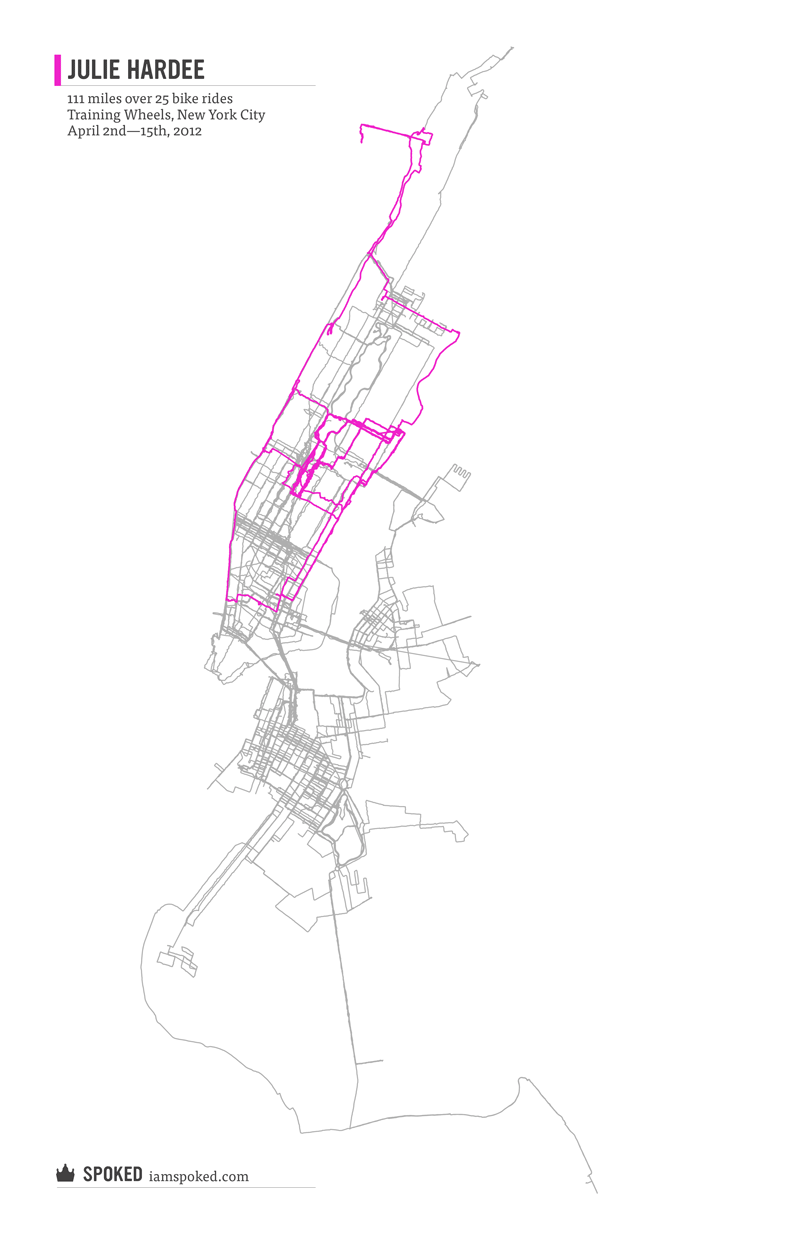 JULIE HARDEE
111 miles over 25 bike rides
Training Wheels, New York City
April 2nd—15th, 2012
SPOKED iamspoked.com